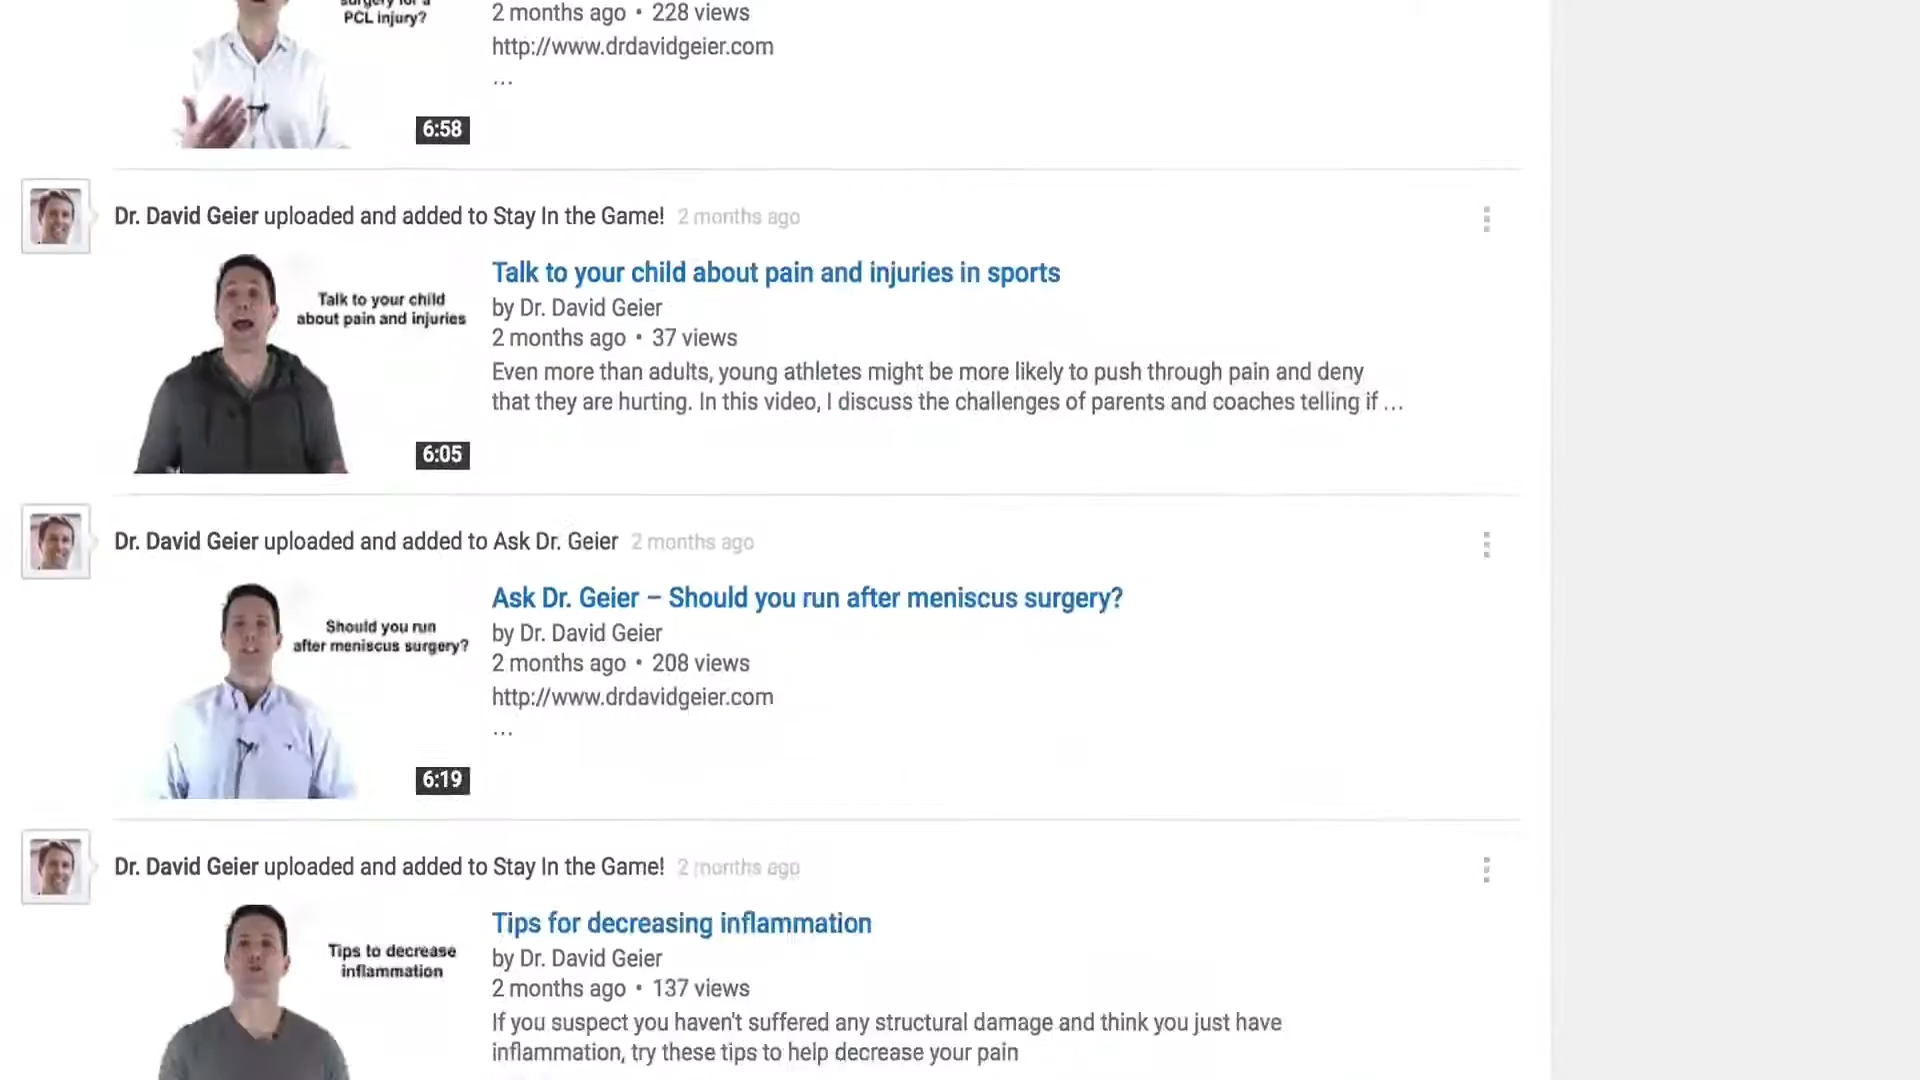 PCL injury?
2 months ago • 228 views
http://www.drdavidgeier.com
...
6:58
Dr. David Geier uploaded and added to Stay In the Game! 2 months ago
Talk to your child about pain and injuries in sports
Talk to your child
about pain and injuries
by Dr. David Geier
2 months ago • 37 views
Even more than adults, young athletes might be more likely to push through pain and deny
that they are hurting. In this video, I discuss the challenges of parents and coaches telling if ...
6:05
Dr. David Geier uploaded and added to Ask Dr. Geier 2 months ago
Ask Dr. Geier – Should you run after meniscus surgery?
Should you run
after meniscus surgery?
by Dr. David Geier
2 months ago • 208 views
http://www.drdavidgeier.com
...
6:19
Dr. David Geier uploaded and added to Stay In the Game! 2 months ago
Tips for decreasing inflammation
Tips to decrease
inflammation
by Dr. David Geier
2 months ago • 137 views
If you suspect you haven't suffered any structural damage and think you just have
inflammation, try these tips to help decrease your pain